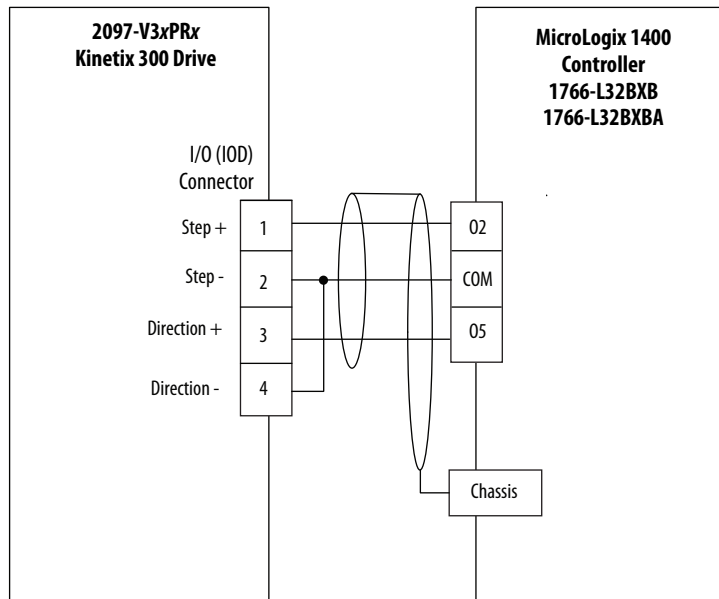 2097-V3xPRx
Kinetix 300 Drive
MicroLogix 1400
Controller
1766-L32BXB
1766-L32BXBA
I/O (IOD)
Connector
Step + 1 O2
Step - 2 COM
Direction + 3 O5
Direction - 4
Chassis